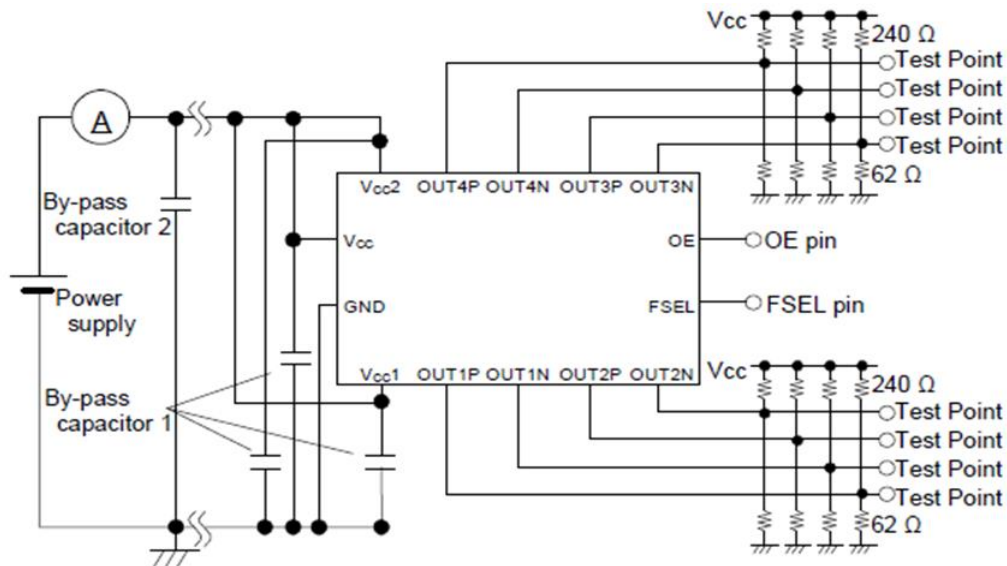 Vcc
240 Ω
Test Point
Test Point
Test Point
Test Point
62 Ω
A
By-pass
capacitor 2
Power
supply
By-pass
capacitor 1
Vcc2 OUT4P OUT4N OUT3P OUT3N
Vcc
OE
OE pin
GND
FSEL
FSEL pin
Vcc1 OUT1P OUT1N OUT2P OUT2N
Vcc
240 Ω
Test Point
Test Point
Test Point
Test Point
62 Ω